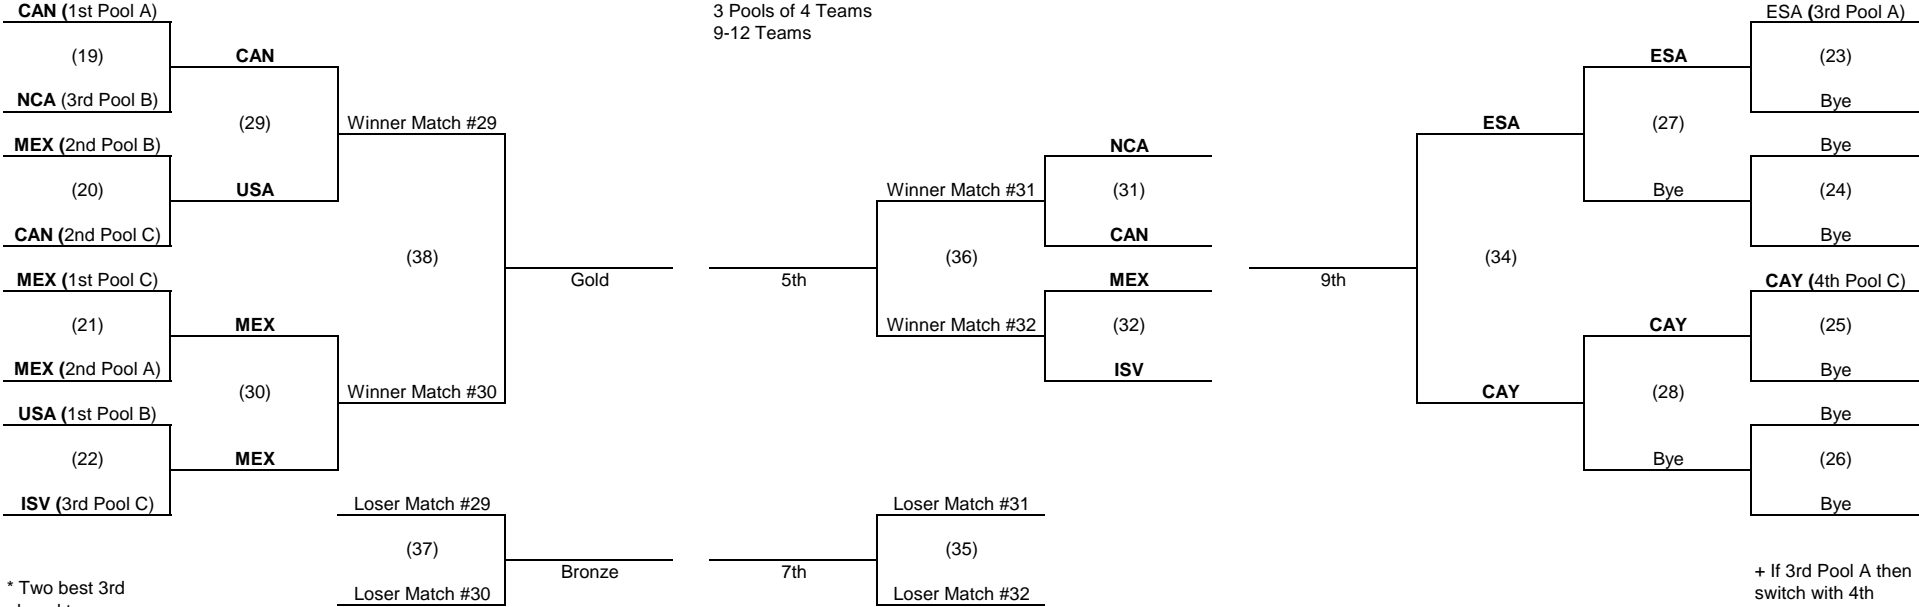 3 Pools of 4 Teams
9-12 Teams
CAN (1st Pool A)
(19)
NCA (3rd Pool B)
MEX (2nd Pool B)
(20)
CAN (2nd Pool C)
MEX (1st Pool C)
(21)
MEX (2nd Pool A)
USA (1st Pool B)
(22)
ISV (3rd Pool C)
CAN
(29)
USA
MEX
(30)
MEX
Winner Match #29
(38)
Winner Match #30
Gold
Loser Match #29
(37)
Loser Match #30
Bronze
5th
Winner Match #31
(36)
Winner Match #32
NCA
(31)
CAN
MEX
(32)
ISV
7th
Loser Match #31
(35)
Loser Match #32
9th
ESA
(34)
CAY
ESA
(27)
Bye
CAY
(28)
Bye
ESA (3rd Pool A)
(23)
Bye
Bye
(24)
Bye
CAY (4th Pool C)
(25)
Bye
Bye
(26)
Bye
* Two best 3rd
+ If 3rd Pool A then
switch with 4th